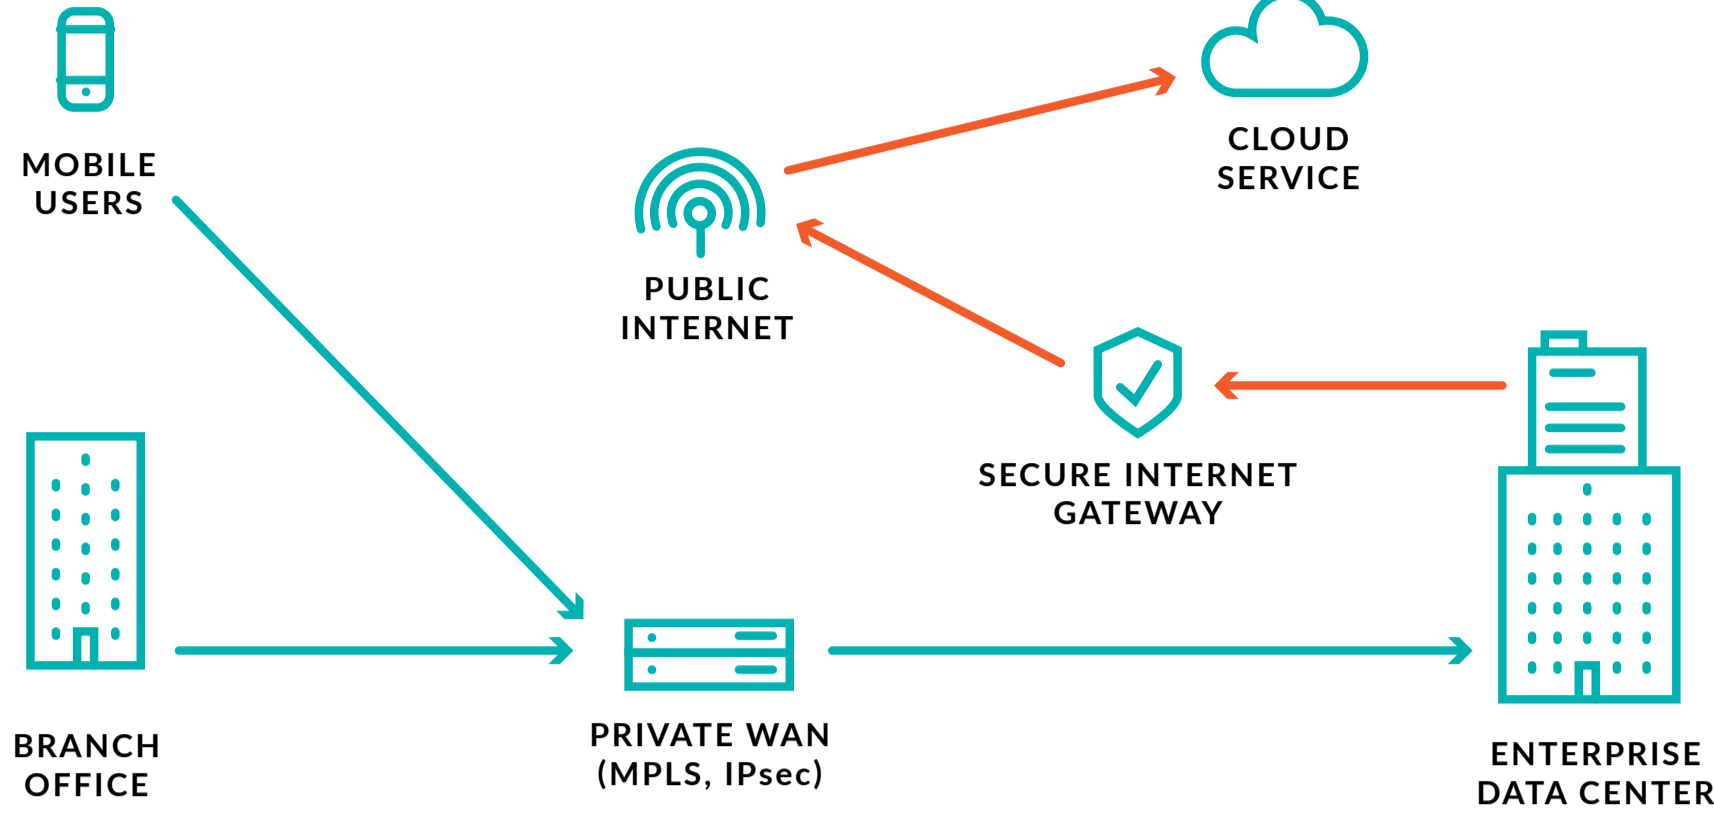 MOBILE
USERS
CLOUD
SERVICE
PUBLIC
INTERNET
SECURE INTERNET
GATEWAY
BRANCH
OFFICE
PRIVATE WAN
(MPLS, IPsec)
ENTERPRISE
DATA CENTER